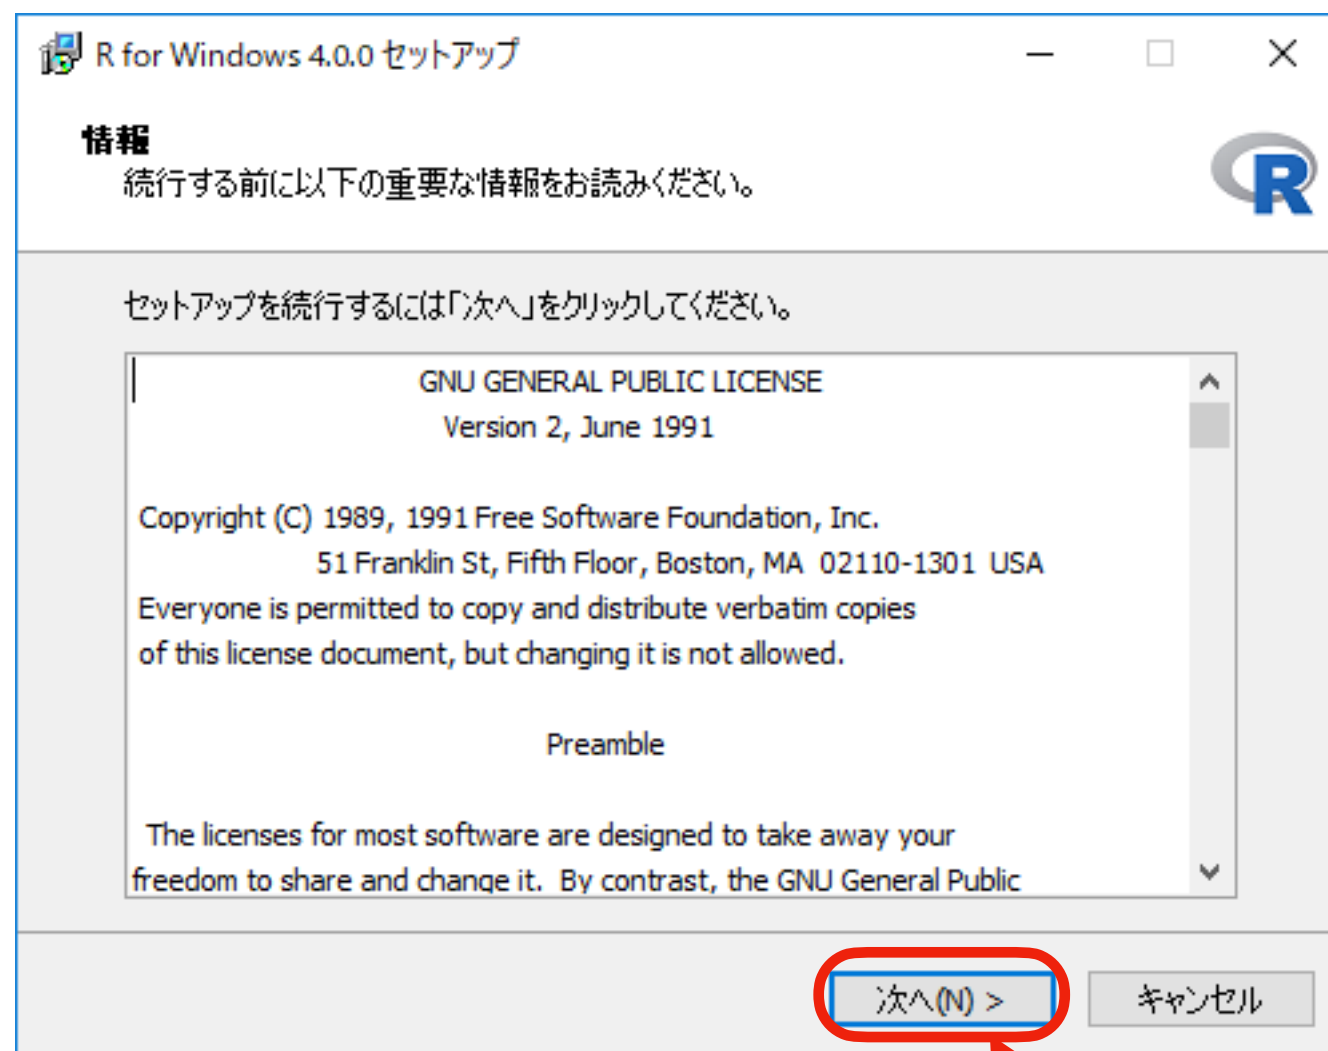 R for Windows 4.0.0 セットアップ
情報
続行する前に以下の重要な情報をお読みください。
R
セットアップを続行するには「次へ」をクリックしてください。
GNU GENERAL PUBLIC LICENSE
Version 2, June 1991
Copyright (C) 1989, 1991 Free Software Foundation, Inc.
51 Franklin St, Fifth Floor, Boston, MA 02110-1301 USA
Everyone is permitted to copy and distribute verbatim copies
of this license document, but changing it is not allowed.
Preamble
The licenses for most software are designed to take away your
freedom to share and change it. By contrast, the GNU General Public
次へ(N) >
キャンセル